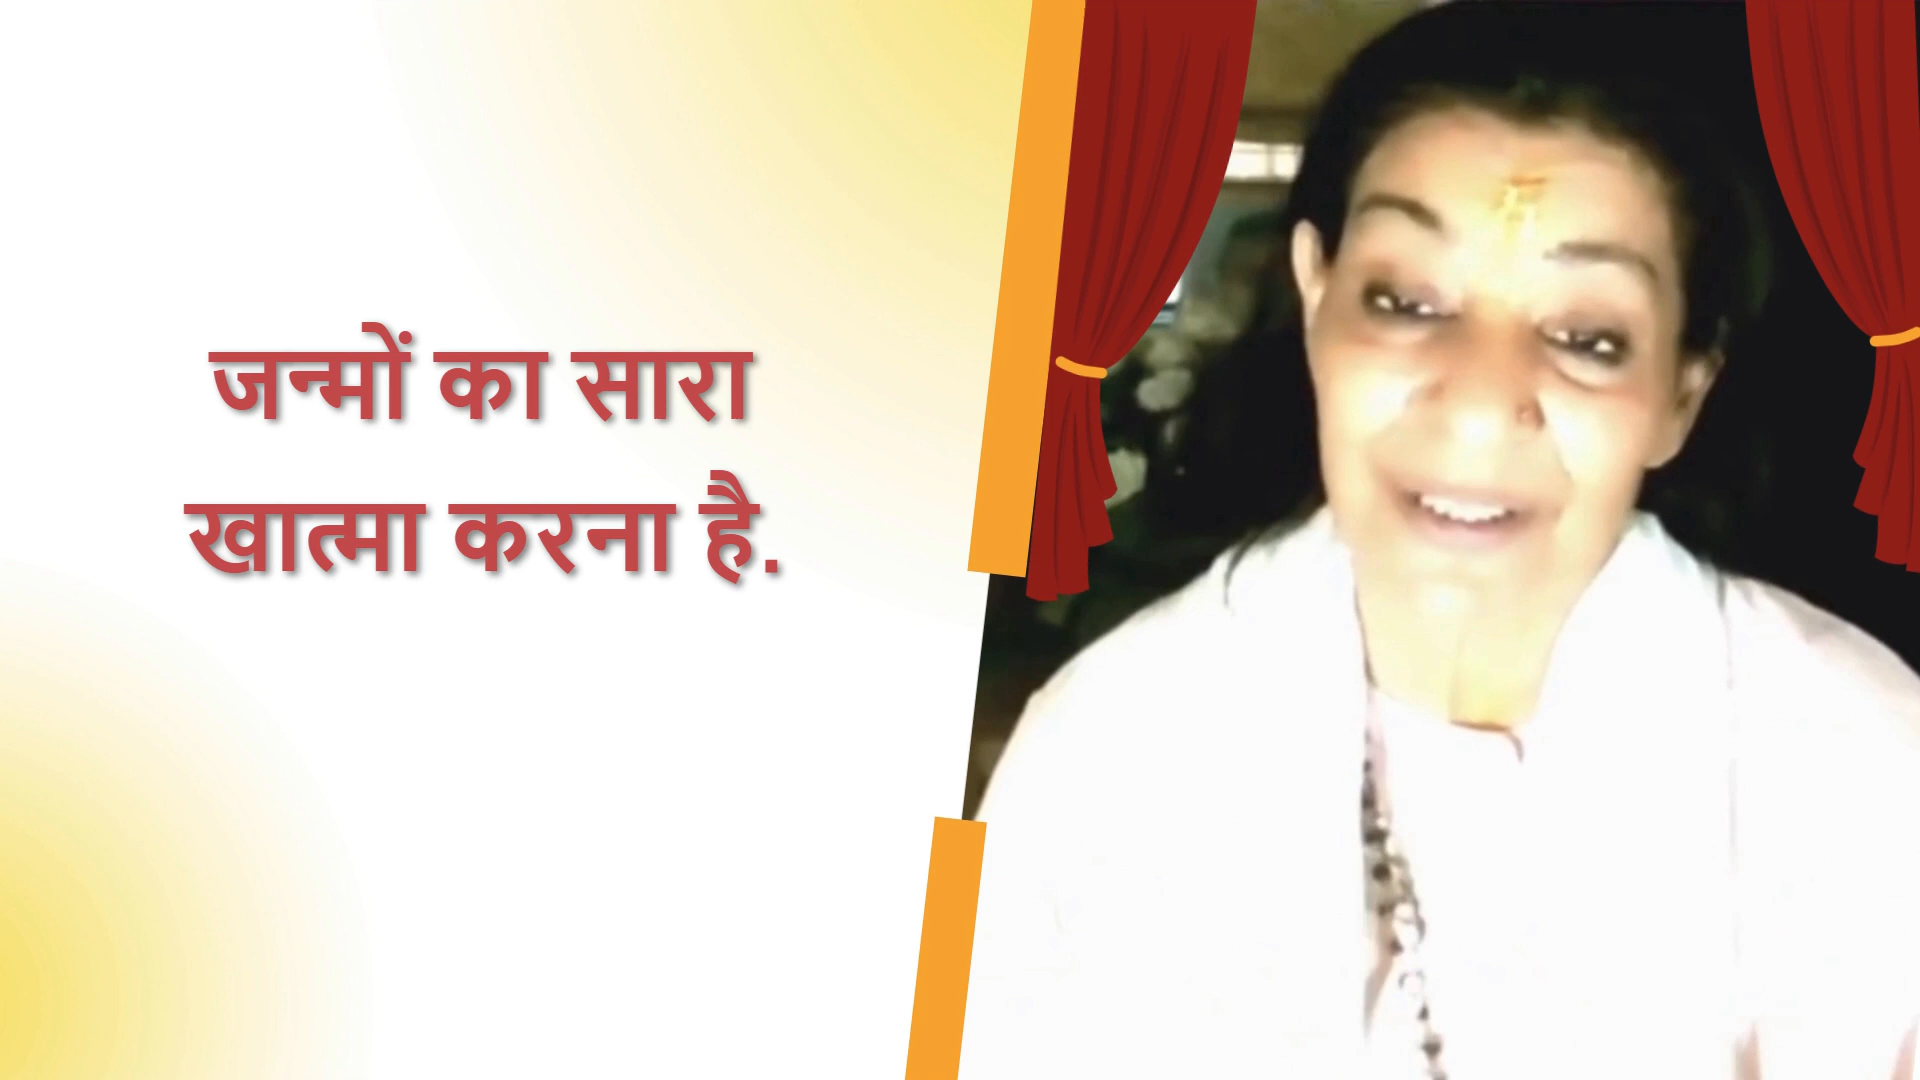 जन्मों का सारा
खात्मा करना है.